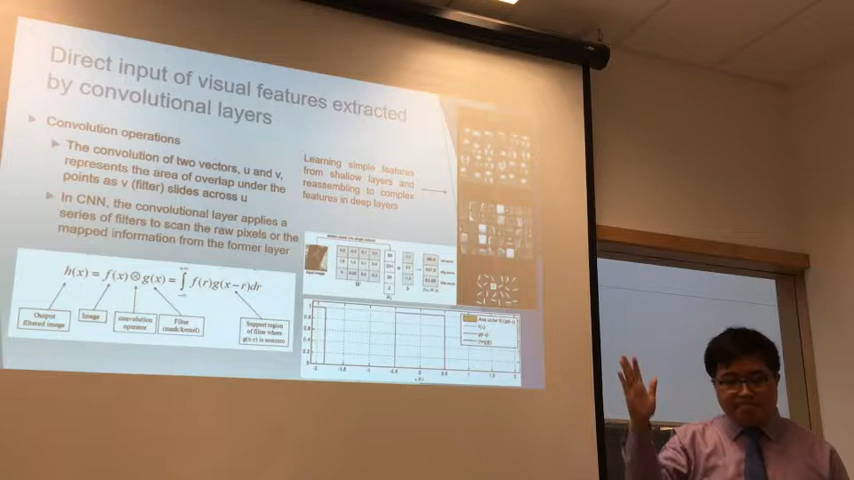 Direct input of visual features extracted
by convolutional layers
Convolution operations
The convolution of two vectors, u and v,
represents the area of overlap under the
points as v (filter) slides across u
In CNN, the convolutional layer applies a
series of filters to scan the raw pixels or the
mapped information from the former layer
Learning simple features
from shallow layers and
reassembling to complex
features in deep layers
h(x) = f(x) ⊗ g(x) = ∫ f(r)g(x−r)dr
Output
filtered image
Image
convolution
operator
Filter
(mask/kernel)
Support region
of filter where